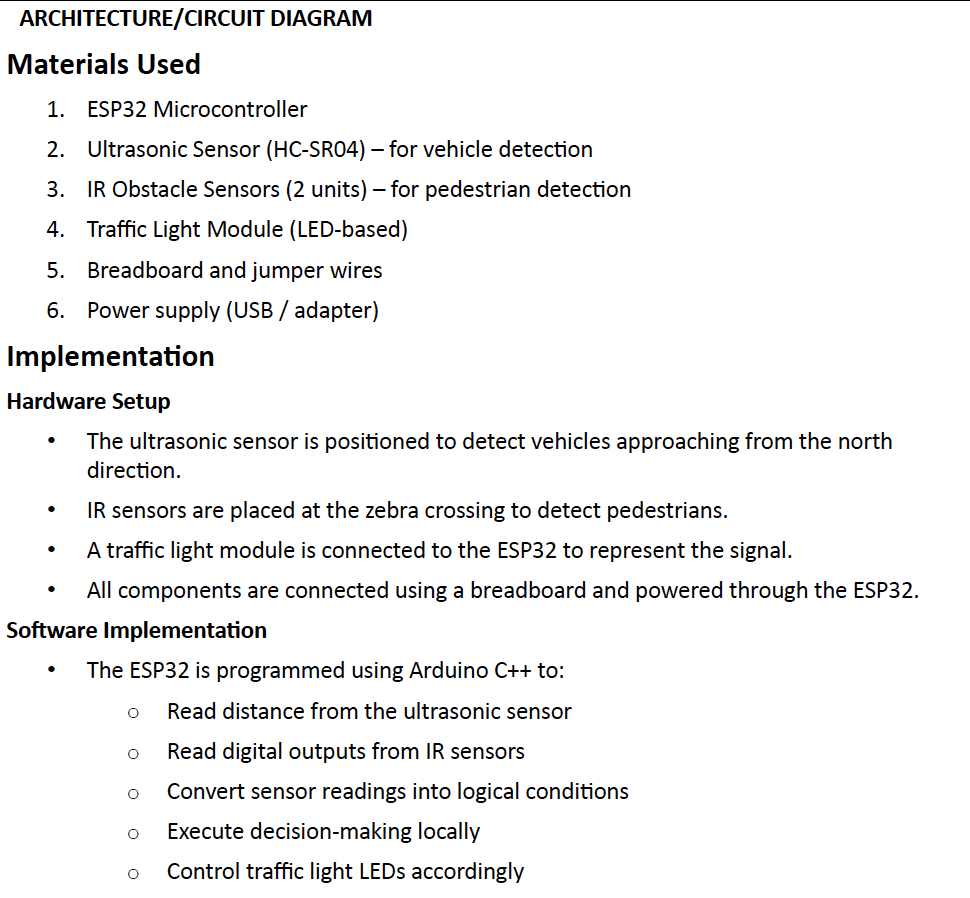 ARCHITECTURE/CIRCUIT DIAGRAM
Materials Used
1. ESP32 Microcontroller
2. Ultrasonic Sensor (HC-SR04) – for vehicle detection
3. IR Obstacle Sensors (2 units) – for pedestrian detection
4. Traffic Light Module (LED-based)
5. Breadboard and jumper wires
6. Power supply (USB / adapter)
Implementation
Hardware Setup
• The ultrasonic sensor is positioned to detect vehicles approaching from the north
direction.
• IR sensors are placed at the zebra crossing to detect pedestrians.
• A traffic light module is connected to the ESP32 to represent the signal.
• All components are connected using a breadboard and powered through the ESP32.
Software Implementation
• The ESP32 is programmed using Arduino C++ to:
○ Read distance from the ultrasonic sensor
○ Read digital outputs from IR sensors
○ Convert sensor readings into logical conditions
○ Execute decision-making locally
○ Control traffic light LEDs accordingly